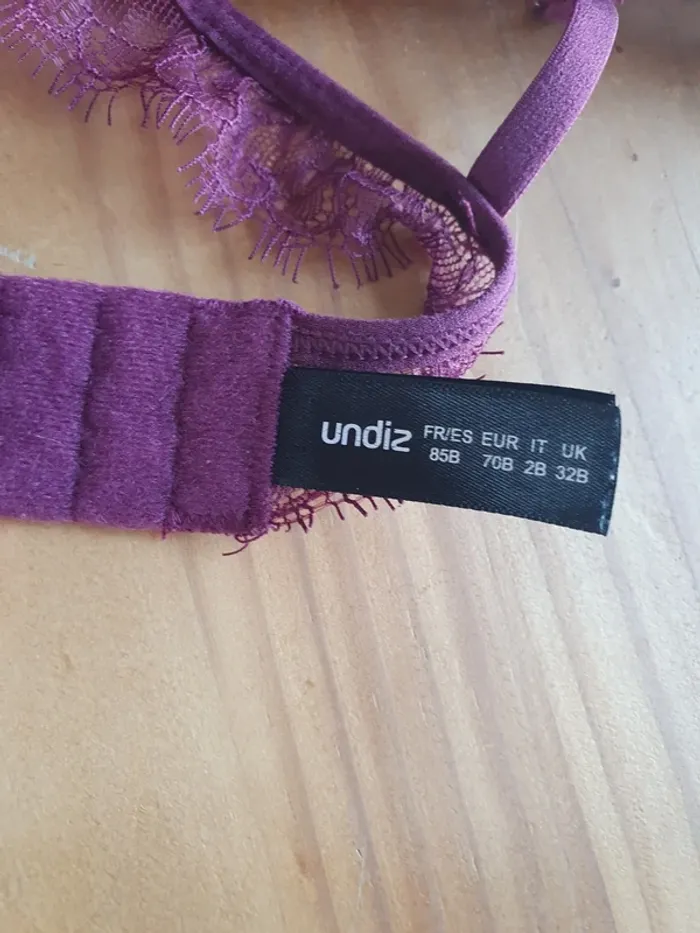 undiz
FR/ES EUR IT UK
85B 70B 2B 32B